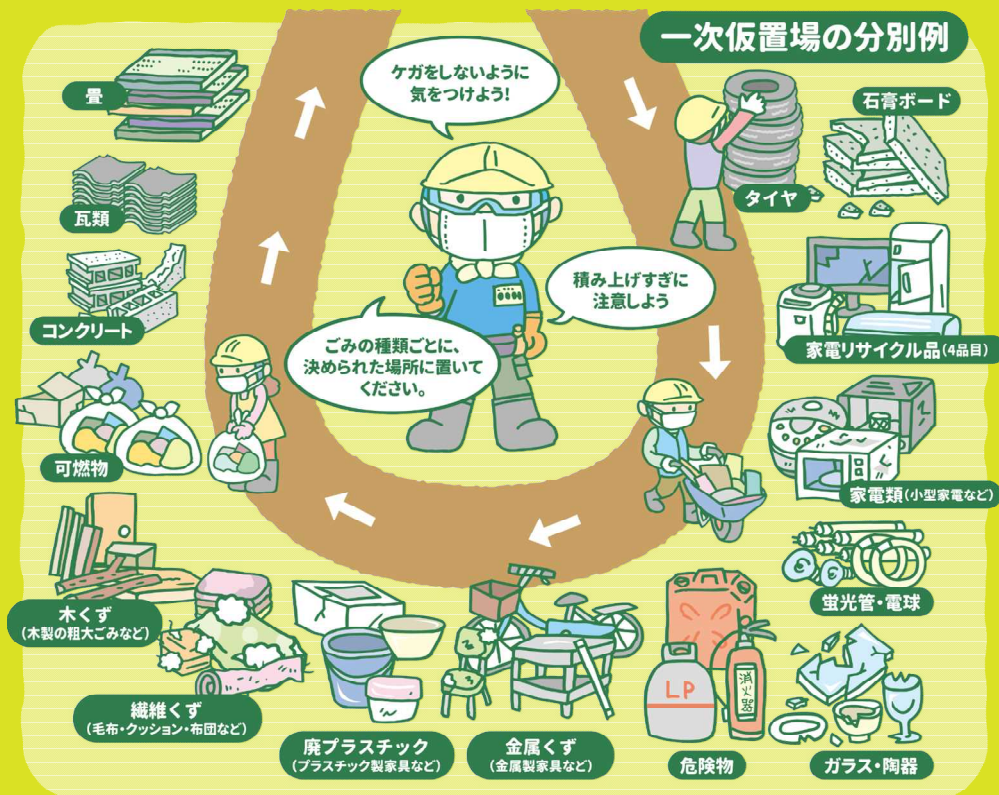 一次仮置場の分別例
ケガをしないように
気をつけよう!
積み上げすぎに
注意しよう
ごみの種類ごとに、
決められた場所に置いて
ください。
石膏ボード
タイヤ
家電リサイクル品(4品目)
家電類(小型家電など)
蛍光管・電球
ガラス・陶器
危険物
LP
消火器
金属くず
(金属製家具など)
廃プラスチック
(プラスチック製家具など)
繊維くず
(毛布・クッション・布団など)
木くず
(木製の粗大ごみなど)
可燃物
コンクリート
瓦類
畳